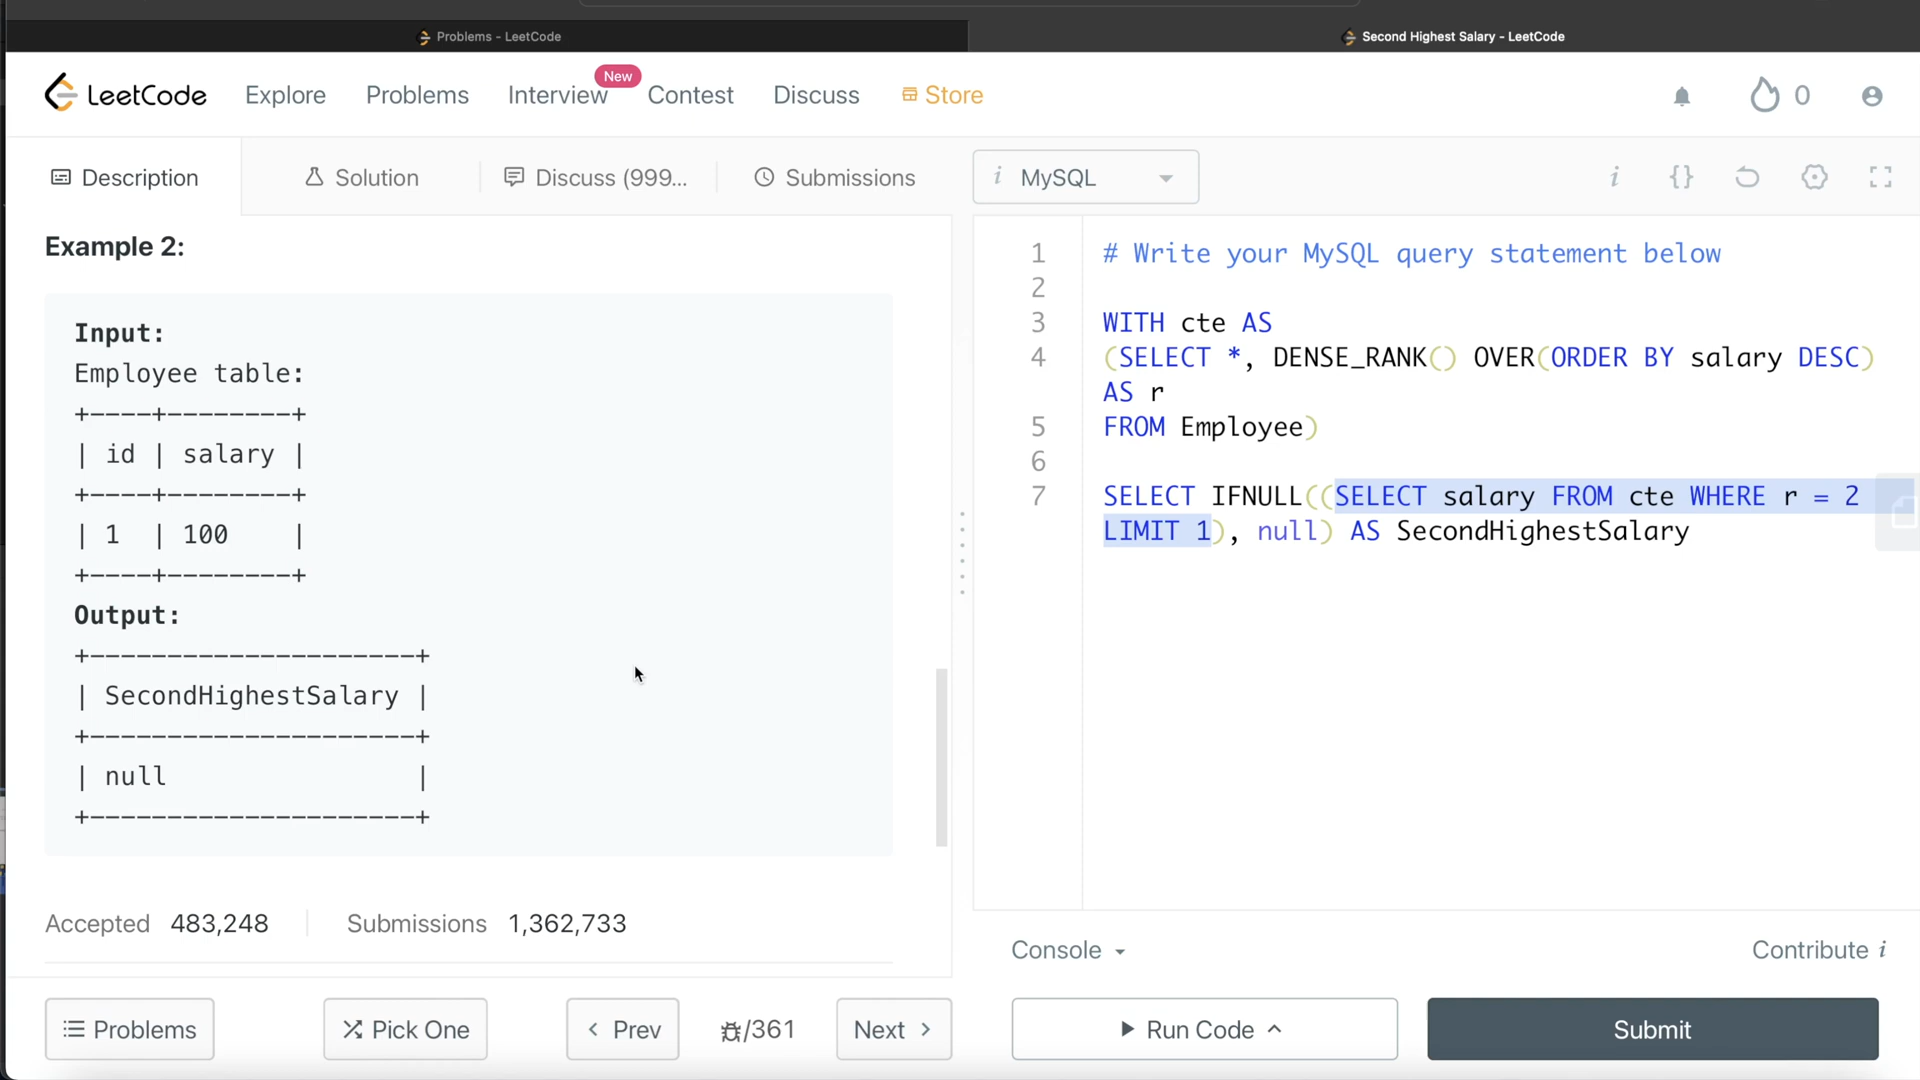 Problems - LeetCode
Second Highest Salary - LeetCode
LeetCode
Explore
Problems
Interview
New
Contest
Discuss
Store
0
Description
Solution
Discuss (999...
Submissions
i MySQL
i {}
Example 2:
Input:
Employee table:
+----+--------+
| id | salary |
+----+--------+
| 1  | 100    |
+----+--------+
Output:
+---------------------+
| SecondHighestSalary |
+---------------------+
| null                |
+---------------------+
Accepted 483,248
Submissions 1,362,733
Problems
Pick One
< Prev
/361
Next >
1 # Write your MySQL query statement below
2
3 WITH cte AS
4 (SELECT *, DENSE_RANK() OVER(ORDER BY salary DESC)
AS r
5 FROM Employee)
6
7 SELECT IFNULL((SELECT salary FROM cte WHERE r = 2
LIMIT 1), null) AS SecondHighestSalary
Console
Contribute i
Run Code
Submit